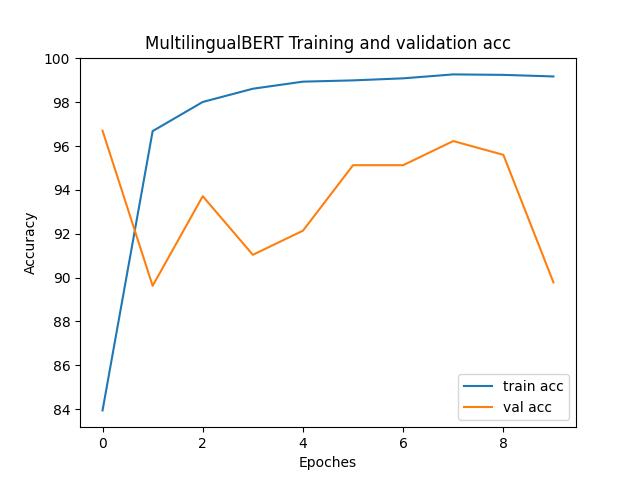 MultilingualBERT Training and validation acc
100
98
96
94
92
90
88
86
84
Accuracy
train acc
val acc
0 2 4 6 8
Epoches